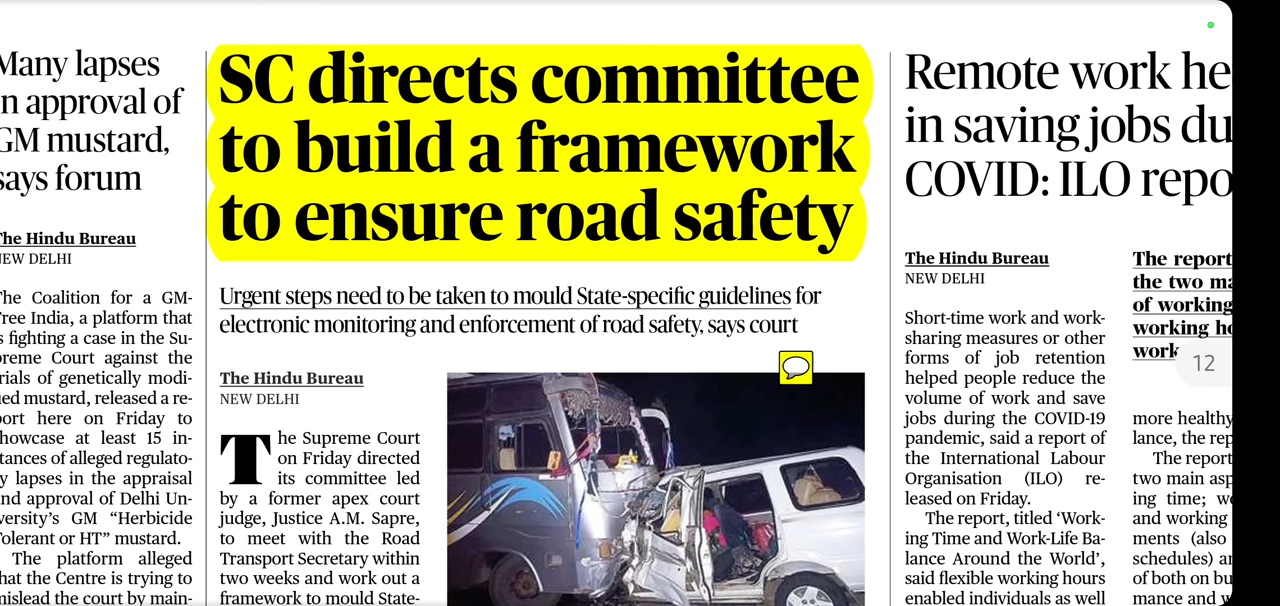 Many lapses
in approval of
GM mustard,
says forum
The Hindu Bureau
NEW DELHI
The Coalition for a GM-
Free India, a platform that
is fighting a case in the Su-
preme Court against the
trials of genetically modi-
fied mustard, released a re-
port here on Friday to
showcase at least 15 in-
stances of alleged regulato-
ry lapses in the appraisal
and approval of Delhi Un-
iversity's GM “Herbicide
Tolerant or HT” mustard.
The platform alleged
that the Centre is trying to
mislead the court by main-
SC directs committee
to build a framework
to ensure road safety
Urgent steps need to be taken to mould State-specific guidelines for
electronic monitoring and enforcement of road safety, says court
The Hindu Bureau
NEW DELHI
The Supreme Court
on Friday directed
its committee led
by a former apex court
judge, Justice A.M. Sapre,
to meet with the Road
Transport Secretary within
two weeks and work out a
framework to mould State-
Remote work he
in saving jobs du
COVID: ILO repo
The Hindu Bureau
NEW DELHI
Short-time work and work-
sharing measures or other
forms of job retention
helped people reduce the
volume of work and save
jobs during the COVID-19
pandemic, said a report of
the International Labour
Organisation (ILO) re-
leased on Friday.
The report, titled ‘Work-
ing Time and Work-Life Ba-
lance Around the World’,
said flexible working hours
enabled individuals as well
The report
the two ma
of working
working ho
work
12
more healthy
lance, the rep
The report
two main asp
ing time; wo
and working
ments (also
schedules) an
of both on bu
mance and w